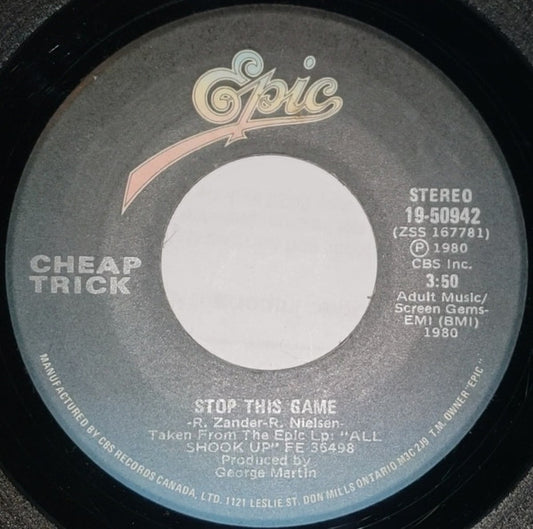 Epic
STEREO
19-50942
(ZSS 167781)
Ⓟ 1980
CBS Inc.
3:50
Adult Music/
Screen Gems-
EMI (BMI)
1980
CHEAP
TRICK
STOP THIS GAME
-R. Zander-R. Nielsen-
Taken From The Epic Lp: "ALL
SHOOK UP" FE 36498
Produced by
George Martin
MANUFACTURED BY CBS RECORDS CANADA, LTD. 1121 LESLIE ST. DON MILLS ONTARIO M3C 2J9 T.M. OWNER "EPIC"